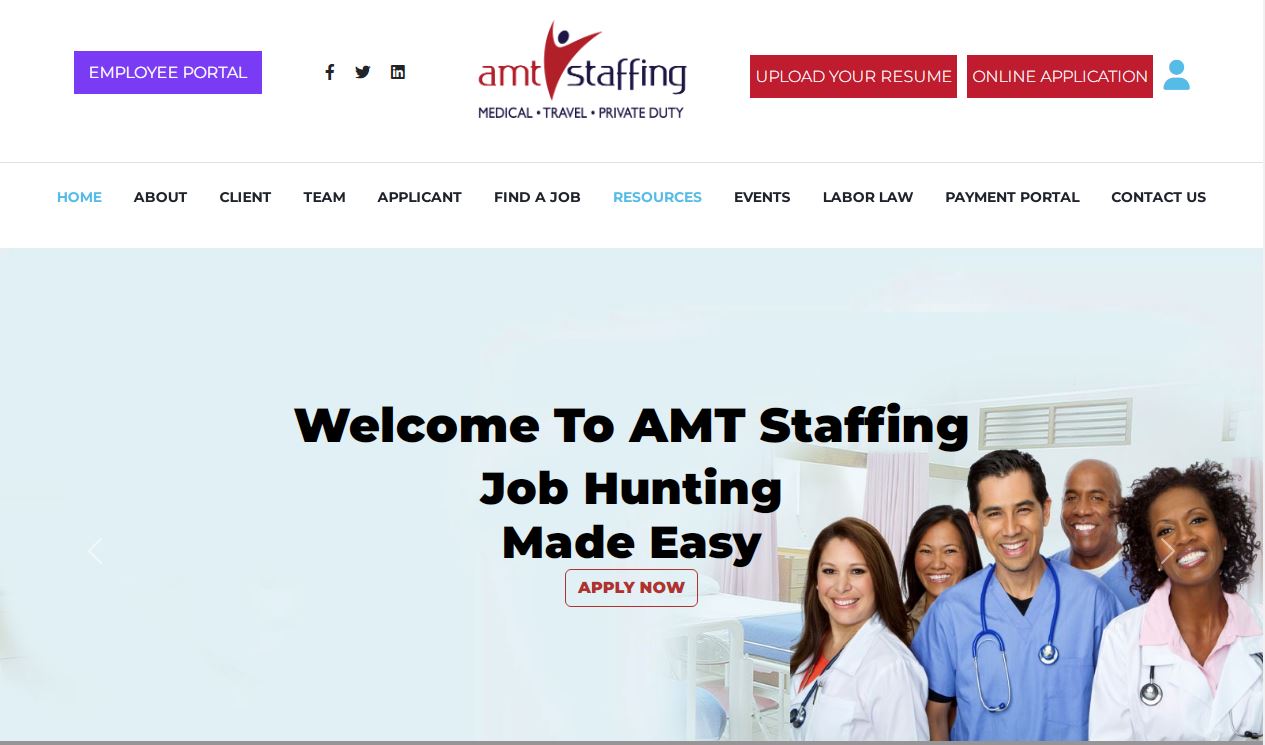 EMPLOYEE PORTAL
amt staffing
MEDICAL • TRAVEL • PRIVATE DUTY
UPLOAD YOUR RESUME
ONLINE APPLICATION
HOME ABOUT CLIENT TEAM APPLICANT FIND A JOB RESOURCES EVENTS LABOR LAW PAYMENT PORTAL CONTACT US
Welcome To AMT Staffing
Job Hunting
Made Easy
APPLY NOW